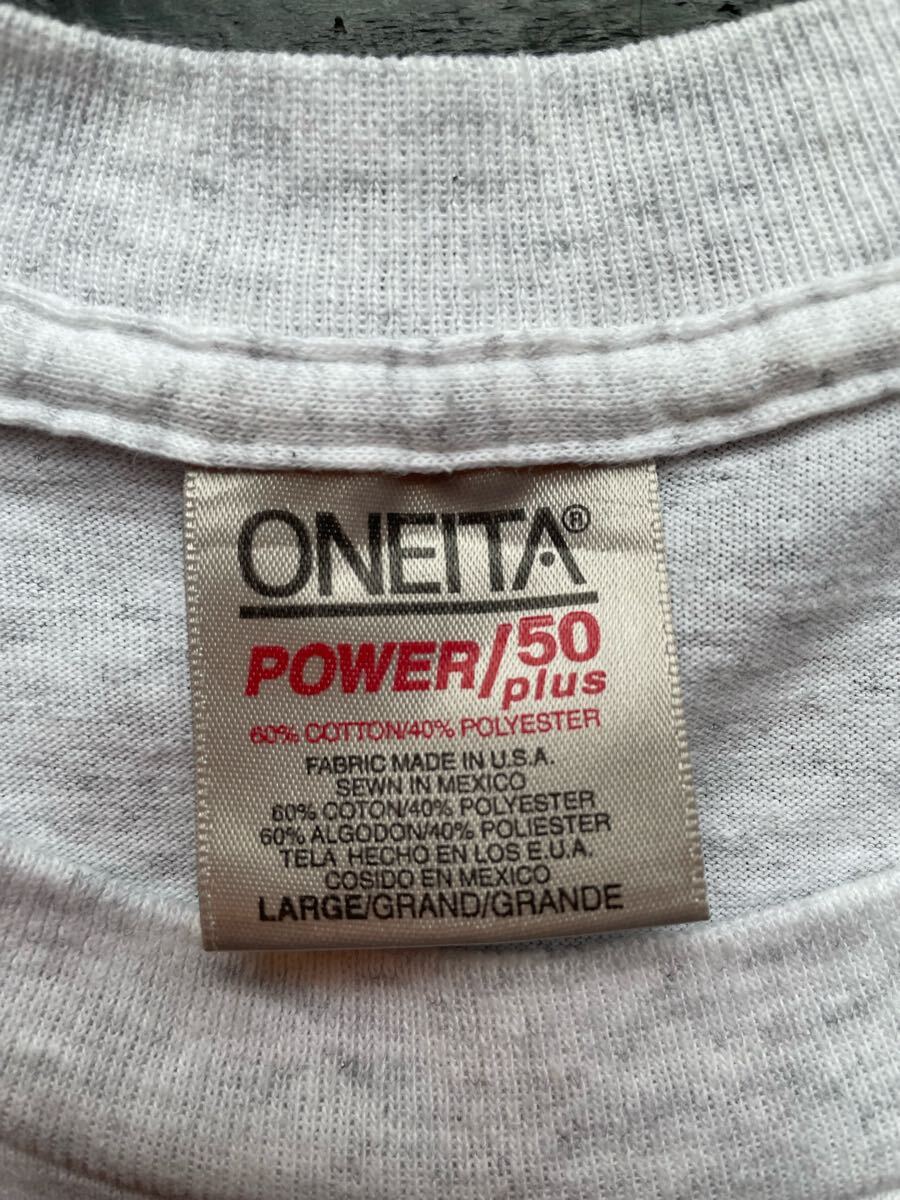 ONEITA®
POWER/50
plus
60% COTTON/40% POLYESTER
FABRIC MADE IN U.S.A.
SEWN IN MEXICO
60% COTON/40% POLYESTER
60% ALGODON/40% POLIESTER
TELA HECHO EN LOS E.U.A.
COSIDO EN MEXICO
LARGE/GRAND/GRANDE